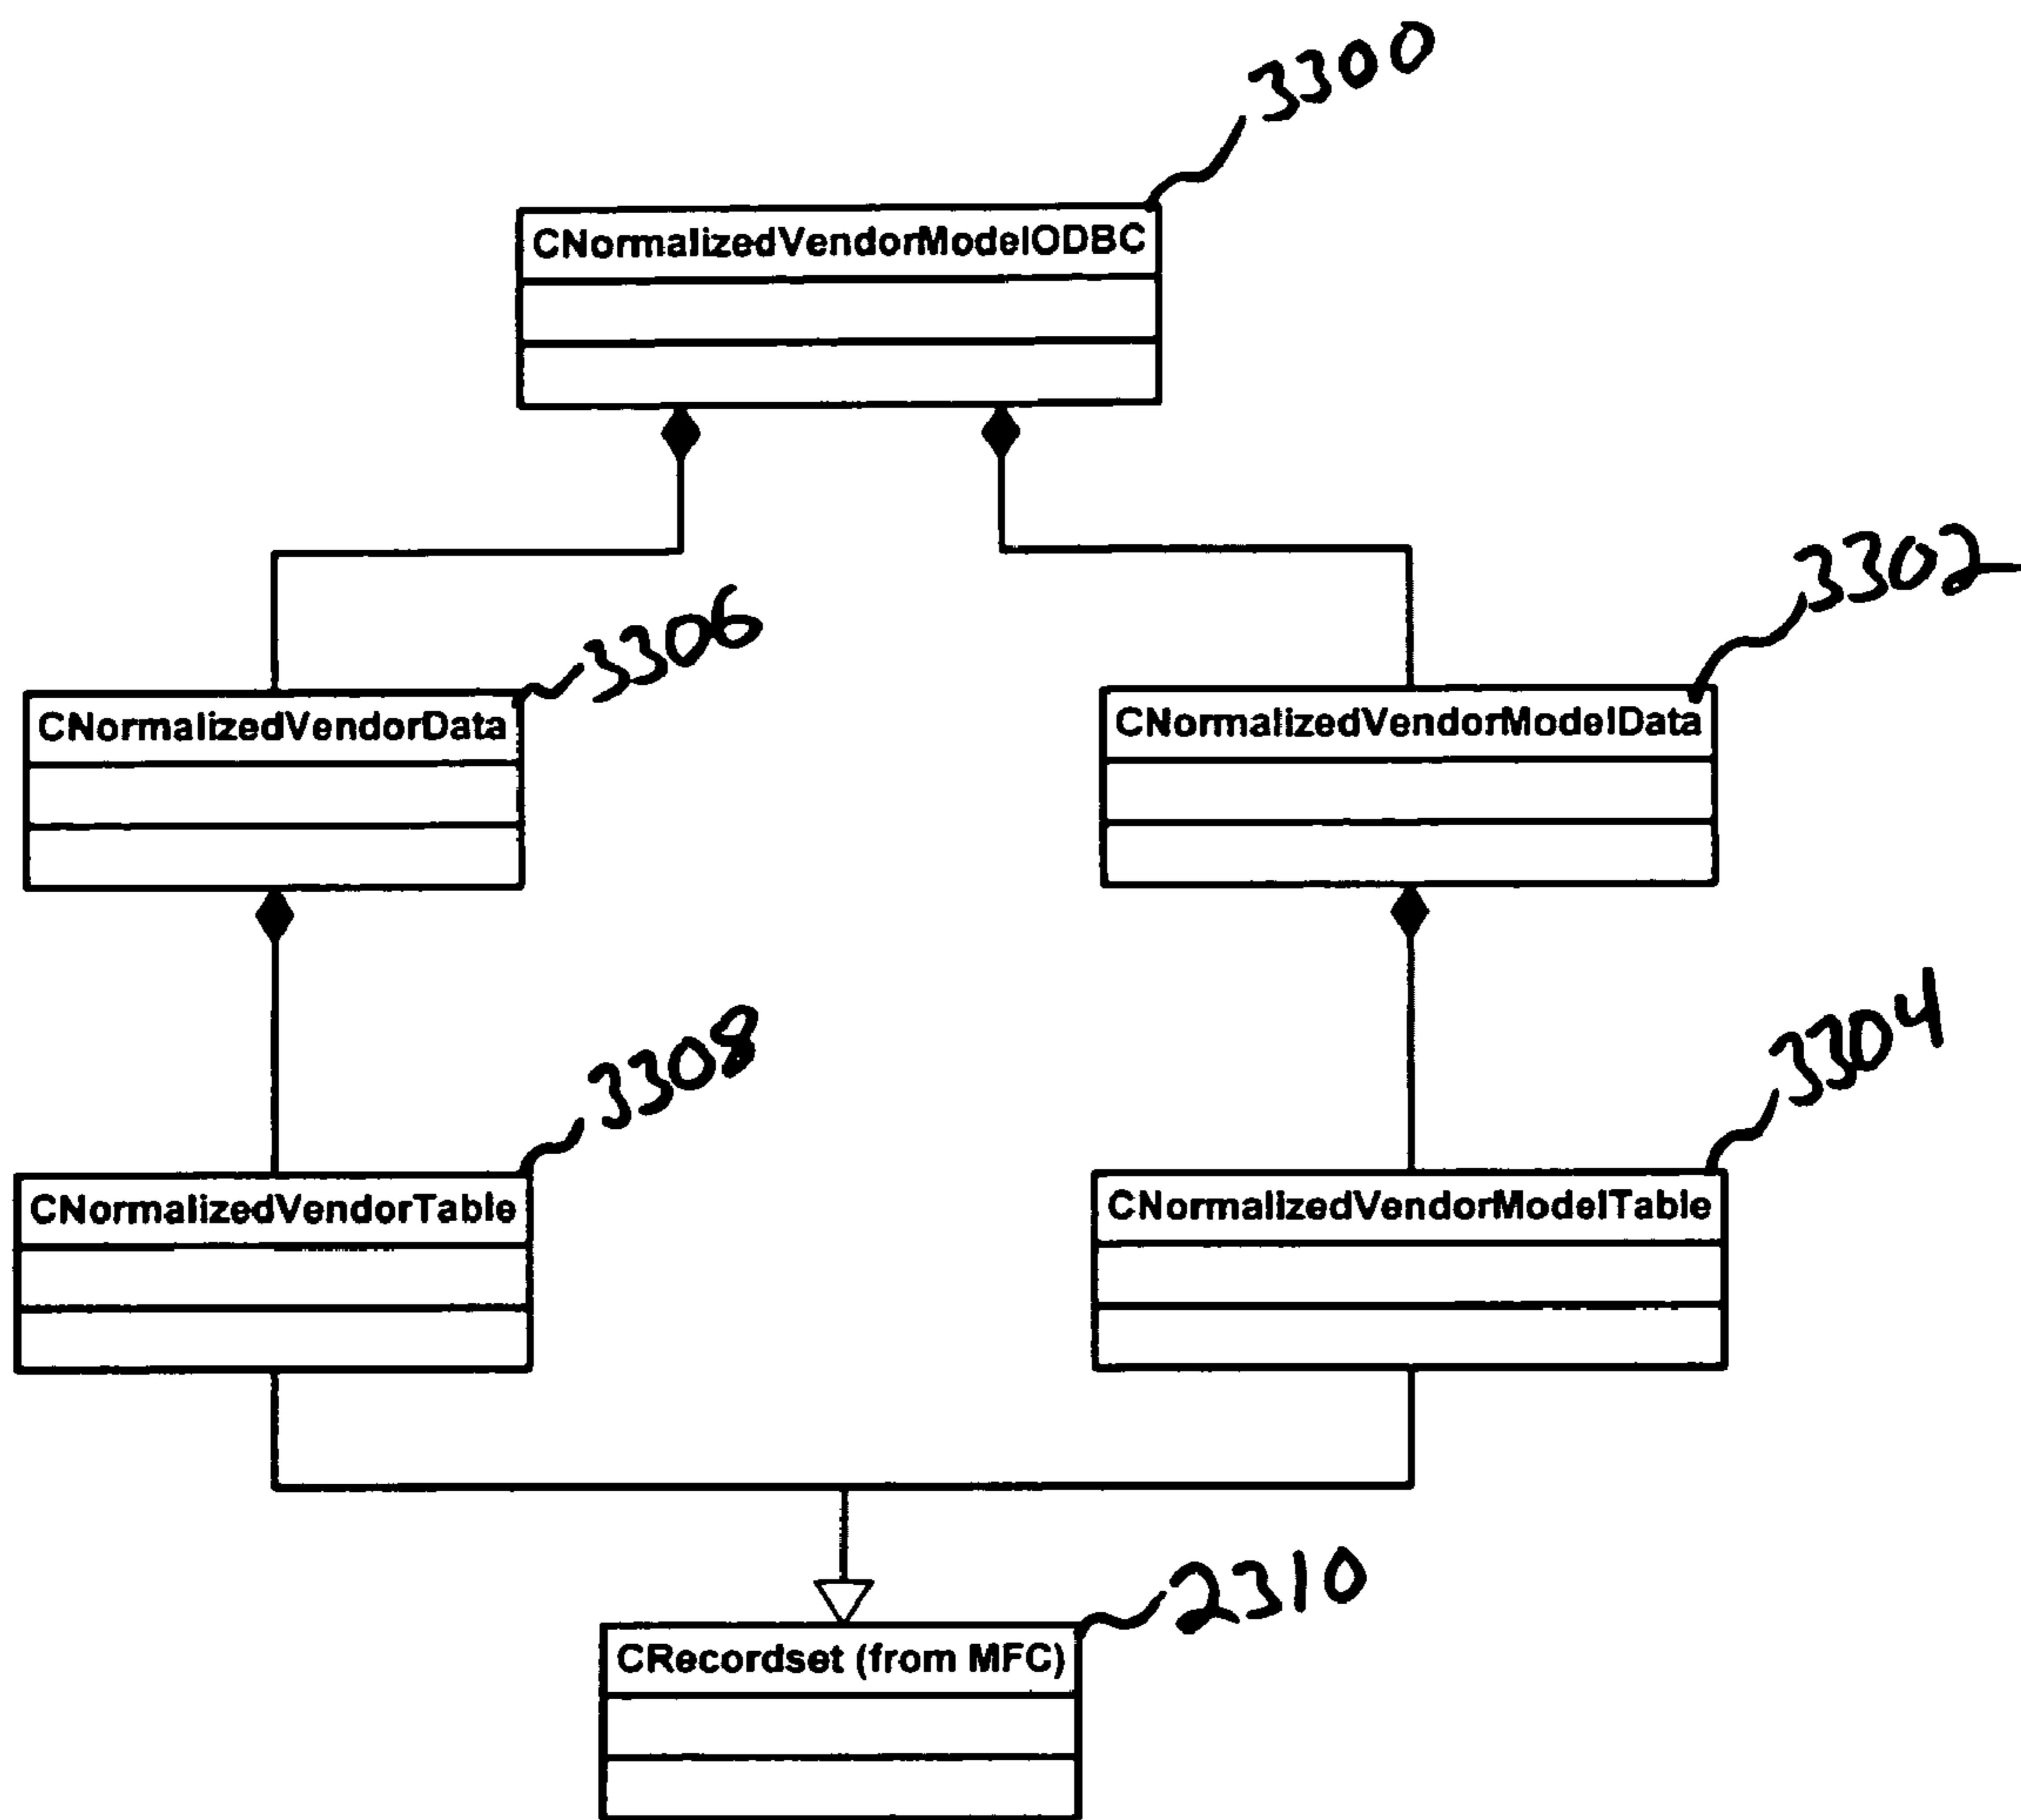 3300
CNormalizedVendorModelODBC
3302
3306
CNormalizedVendorData
CNormalizedVendorModelData
3308
3304
CNormalizedVendorTable
CNormalizedVendorModelTable
2310
CRecordset (from MFC)